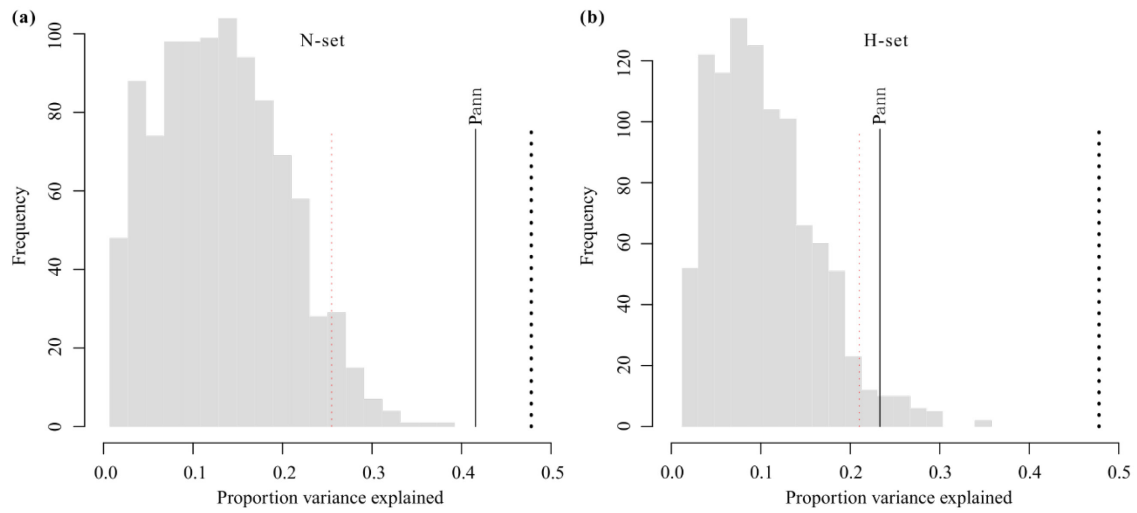 (a)
N-set
Pann
Frequency
0
20
40
60
80
100
0.0 0.1 0.2 0.3 0.4 0.5
Proportion variance explained
(b)
H-set
Pann
Frequency
0
20
40
60
80
100
120
0.0 0.1 0.2 0.3 0.4 0.5
Proportion variance explained